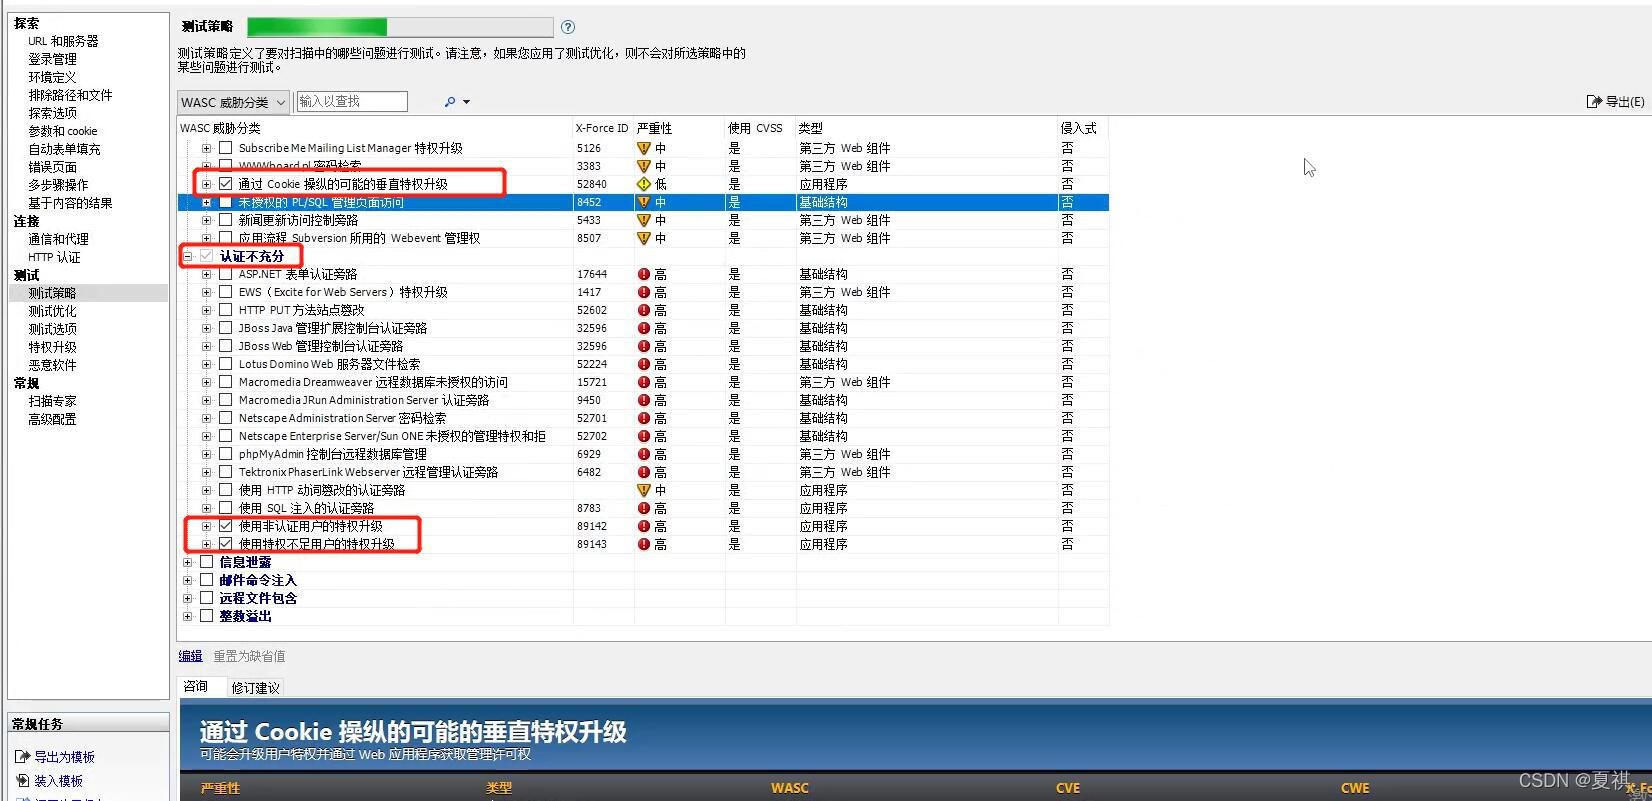 探索
URL 和服务器
登录管理
环境定义
排除路径和文件
探索选项
参数和 cookie
自动表单填充
错误页面
多步骤操作
基于内容的结果
连接
通信和代理
HTTP 认证
测试
测试策略
测试优化
测试选项
特权升级
恶意软件
常规
扫描专家
高级配置
常规任务
导出为模板
装入模板
测试策略
测试策略定义了要对扫描中的哪些问题进行测试。请注意，如果您应用了测试优化，则不会对所选策略中的
某些问题进行测试。
WASC 威胁分类 输入以查找 导出(E)
WASC 威胁分类 X-Force ID 严重性 使用 CVSS 类型 侵入式
Subscribe Me Mailing List Manager 特权升级 5126 中 是 第三方 Web 组件 否
WWWboard.pl 密码检索 3383 中 是 第三方 Web 组件 否
通过 Cookie 操纵的可能的垂直特权升级 52840 低 是 应用程序 否
未授权的 PL/SQL 管理页面访问 8452 中 是 基础结构 否
新闻更新访问控制旁路 5433 中 是 第三方 Web 组件 否
应用流程 Subversion 所用的 Webevent 管理权 8507 中 是 第三方 Web 组件 否
认证不充分
ASP.NET 表单认证旁路 17644 高 是 基础结构 否
EWS（Excite for Web Servers）特权升级 1417 高 是 第三方 Web 组件 否
HTTP PUT 方法站点篡改 52602 高 是 基础结构 否
JBoss Java 管理扩展控制台认证旁路 32596 高 是 基础结构 否
JBoss Web 管理控制台认证旁路 32596 高 是 基础结构 否
Lotus Domino Web 服务器文件检索 52224 高 是 基础结构 否
Macromedia Dreamweaver 远程数据库未授权的访问 15721 高 是 第三方 Web 组件 否
Macromedia JRun Administration Server 认证旁路 9450 高 是 基础结构 否
Netscape Administration Server 密码检索 52701 高 是 基础结构 否
Netscape Enterprise Server/Sun ONE 未授权的管理特权和拒 52702 高 是 基础结构 否
phpMyAdmin 控制台远程数据库管理 6929 高 是 第三方 Web 组件 否
Tektronix PhaserLink Webserver 远程管理认证旁路 6482 高 是 第三方 Web 组件 否
使用 HTTP 动词篡改的认证旁路 中 是 应用程序 否
使用 SQL 注入的认证旁路 8783 高 是 应用程序 否
使用非认证用户的特权升级 89142 高 是 应用程序 否
使用特权不足用户的特权升级 89143 高 是 应用程序 否
信息泄露
邮件命令注入
远程文件包含
整数溢出
编辑 重置为缺省值
咨询 修订建议
通过 Cookie 操纵的可能的垂直特权升级
可能会升级用户特权并通过 Web 应用程序获取管理许可权
严重性 类型 WASC CVE CWE
CSDN @夏祺